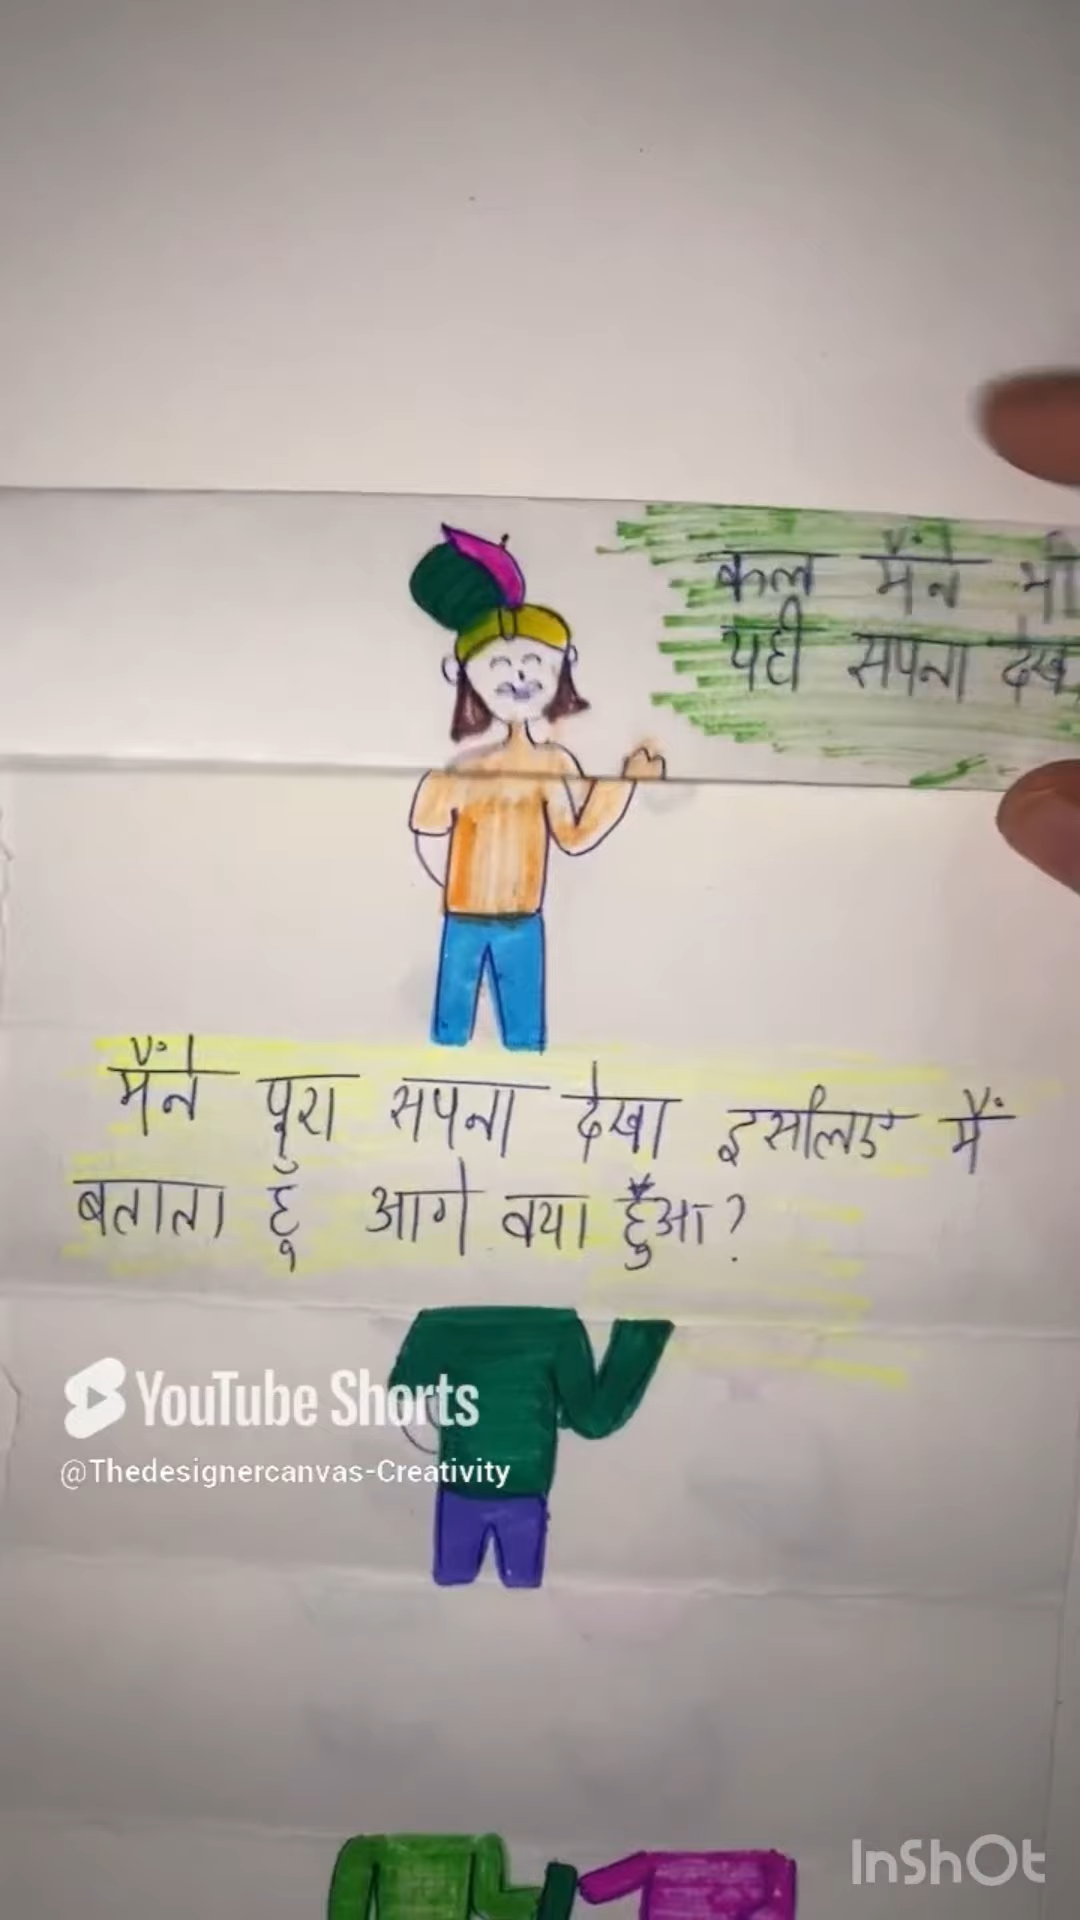 कल मैंने भी
यही सपना देखा
मैंने पूरा सपना देखा इसलिए मैं
बताता हूँ आगे क्या हुँआ?
YouTube Shorts
@Thedesignercanvas-Creativity
InShOt